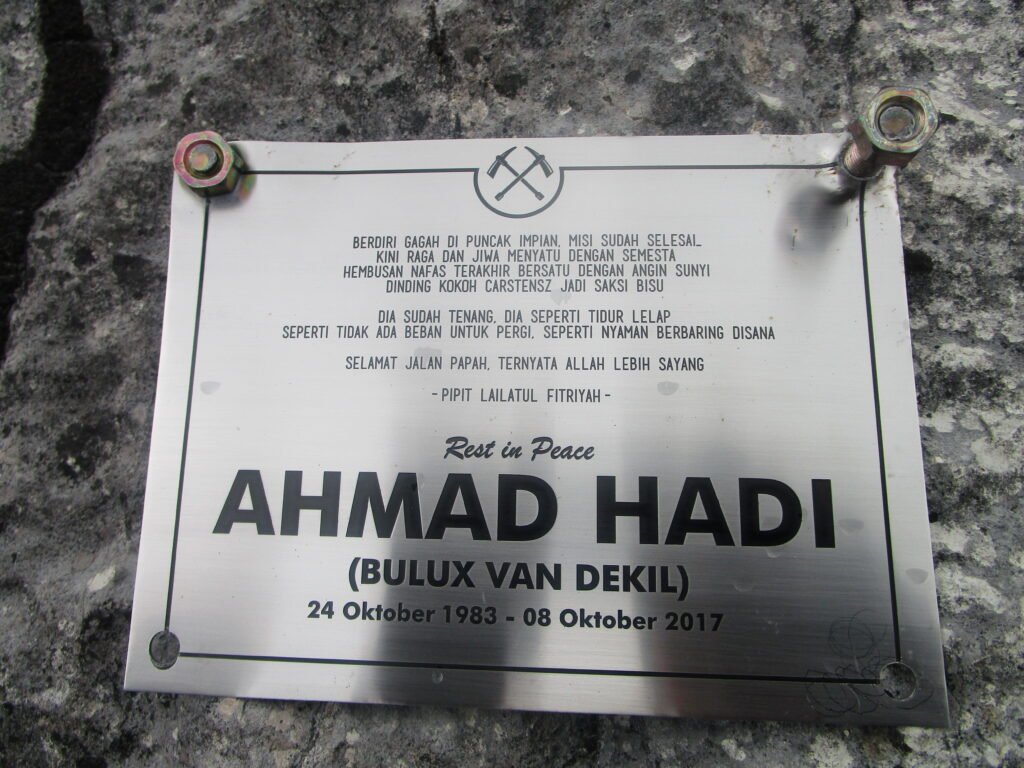 BERDIRI GAGAH DI PUNCAK IMPIAN, MISI SUDAH SELESAI_
KINI RAGA DAN JIWA MENYATU DENGAN SEMESTA
HEMBUSAN NAFAS TERAKHIR BERSATU DENGAN ANGIN SUNYI
DINDING KOKOH CARSTENSZ JADI SAKSI BISU
DIA SUDAH TENANG, DIA SEPERTI TIDUR LELAP
SEPERTI TIDAK ADA BEBAN UNTUK PERGI, SEPERTI NYAMAN BERBARING DISANA
SELAMAT JALAN PAPAH, TERNYATA ALLAH LEBIH SAYANG
- PIPIT LAILATUL FITRIYAH -
Rest in Peace
AHMAD HADI
(BULUX VAN DEKIL)
24 Oktober 1983 - 08 Oktober 2017